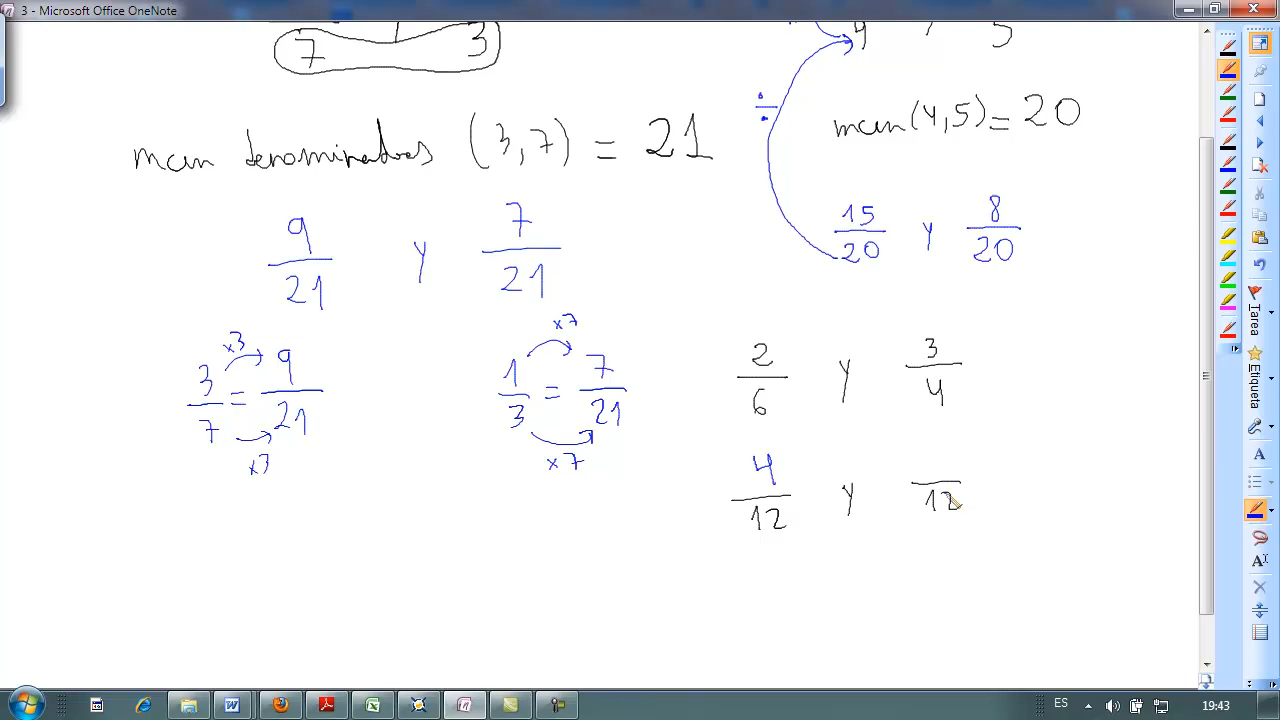 3 - Microsoft Office OneNote
7 3
4 , 5
mcm denominadores (3,7) = 21
mcm(4,5) = 20
9/21 y 7/21
15/20 y 8/20
÷
x3
3/7 = 9/21
x3
x7
1/3 = 7/21
x7
2/6 y 3/4
4/12 y /12
Tarea
Etiqueta
A
A
ES
19:43